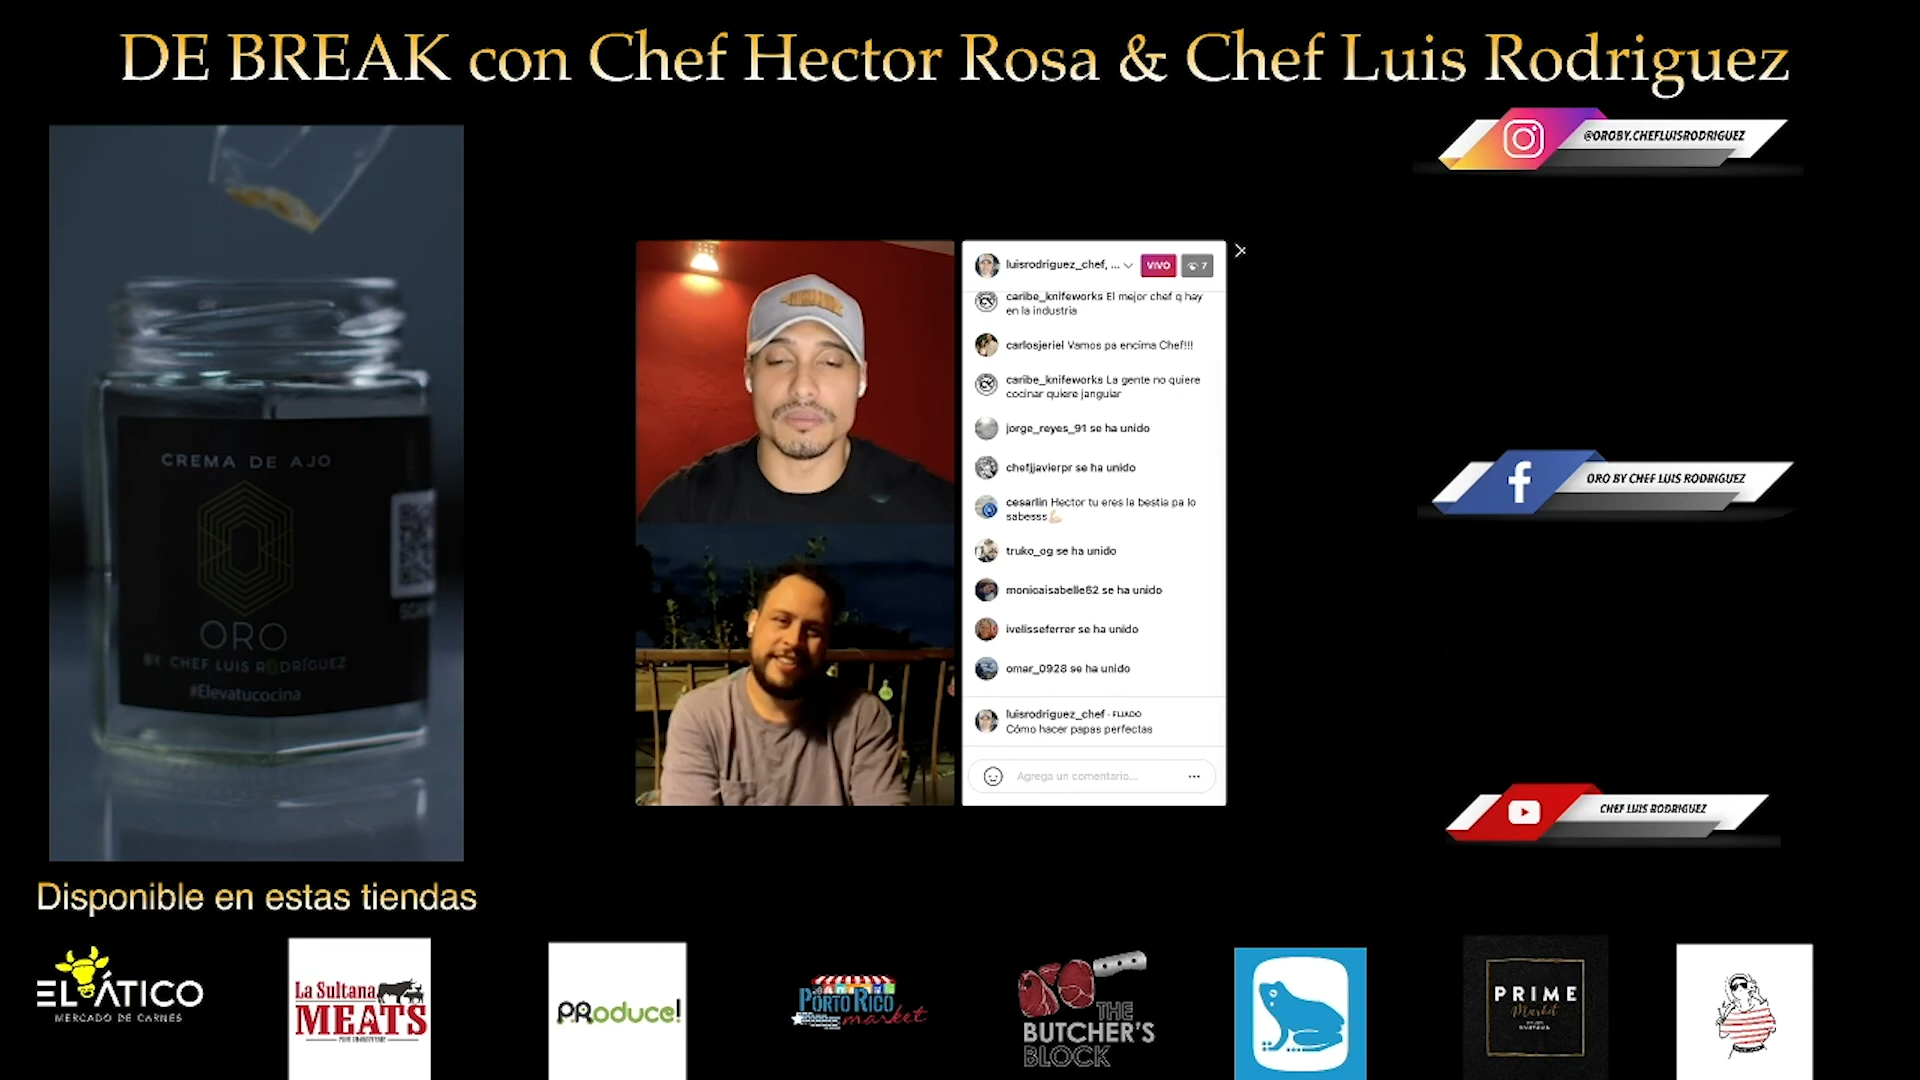 DE BREAK con Chef Hector Rosa & Chef Luis Rodriguez
@OROBY.CHEFLUISRODRIGUEZ
CREMA DE AJO
ORO
BY CHEF LUIS RODRÍGUEZ
#Elevatucocina
luisrodriguez_chef, ...
VIVO
7
caribe_knifeworks El mejor chef q hay
en la industria
carlosjeriel Vamos pa encima Chef!!!
caribe_knifeworks La gente no quiere
cocinar quiere janguiar
jorge_reyes_91 se ha unido
chefjjavierpr se ha unido
cesarlin Hector tu eres la bestia pa lo
sabesss💪🏻
truko_og se ha unido
monicaisabelle62 se ha unido
ivelisseferrer se ha unido
omar_0928 se ha unido
luisrodriguez_chef · FIJADO
Cómo hacer papas perfectas
Agrega un comentario...
ORO BY CHEF LUIS RODRIGUEZ
CHEF LUIS RODRIGUEZ
Disponible en estas tiendas
EL ÁTICO
MERCADO DE CARNES
La Sultana
MEATS
PRoduce!
PORTO RICO
market
THE
BUTCHER'S
BLOCK
PRIME
Market